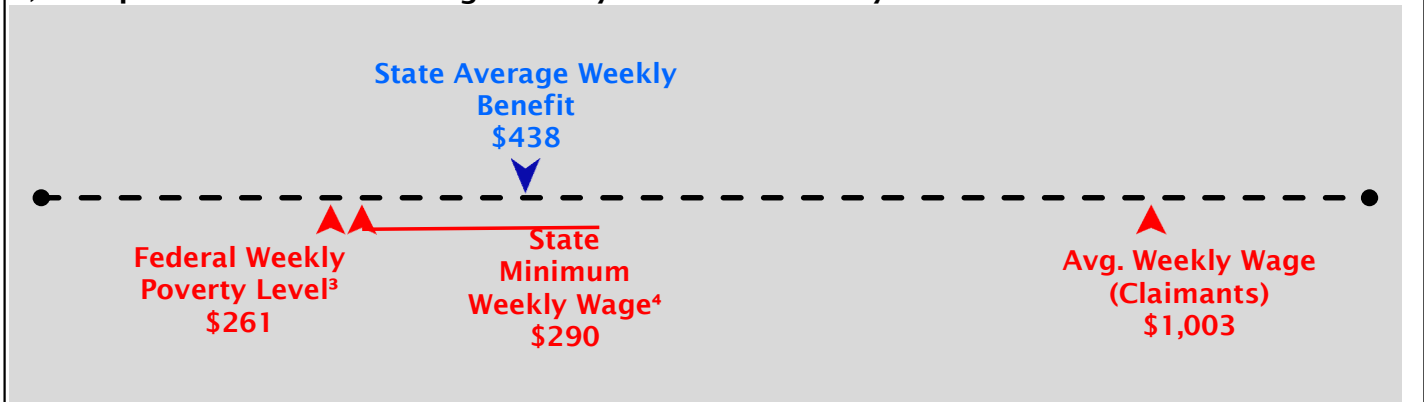 State Average Weekly
Benefit
$438
Federal Weekly
Poverty Level³
$261
State
Minimum
Weekly Wage⁴
$290
Avg. Weekly Wage
(Claimants)
$1,003